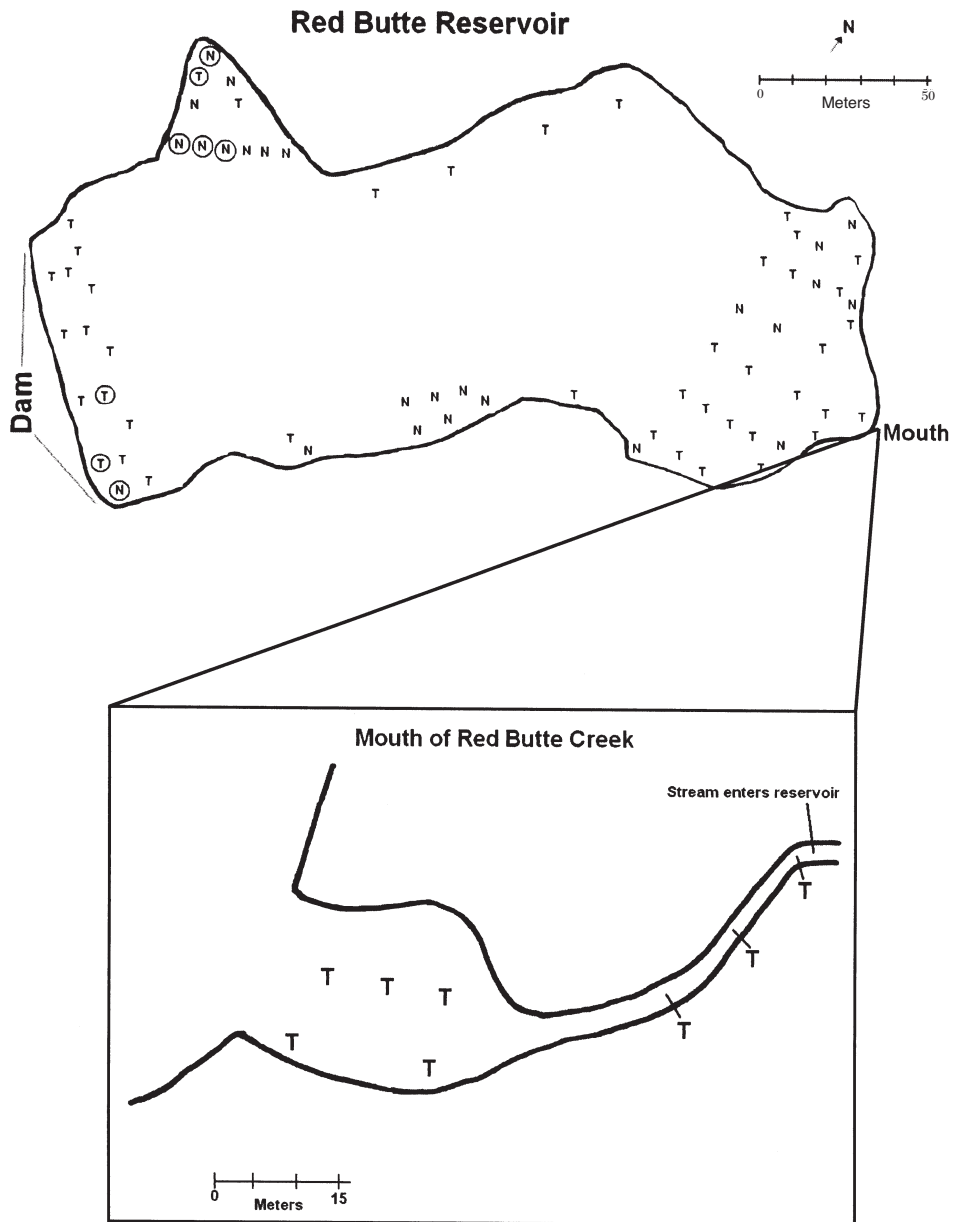 Red Butte Reservoir
N
0 50
Meters
N
T N
N T T
T
N N N N N N
T
T
T
T N
T N
T T T
T T T
T N T
N N
T T N T
T T T
T
T T N N N N T T T
T
N T T
T N T
T T T T
N N N
T T T T
T
N T
Dam
Mouth
Mouth of Red Butte Creek
Stream enters reservoir
T
T
T T T
T T
T
0 15
Meters